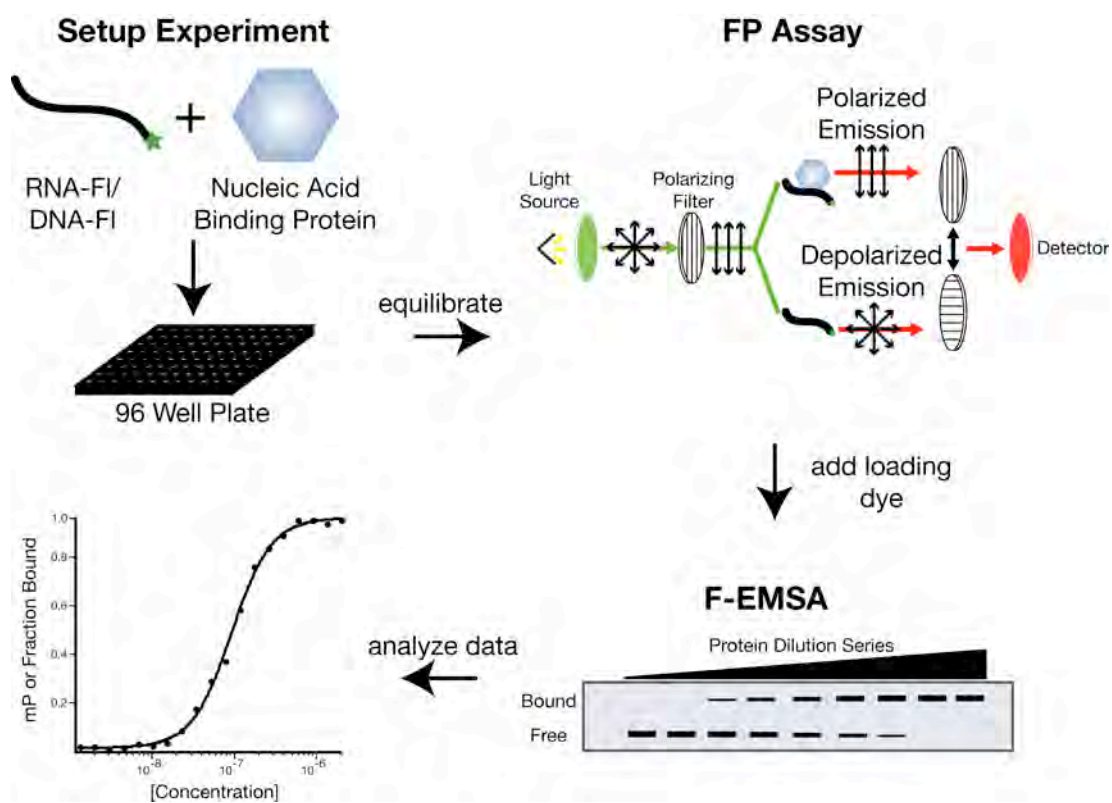 Setup Experiment
RNA-Fl/
DNA-Fl
+
Nucleic Acid
Binding Protein
96 Well Plate
equilibrate
FP Assay
Light
Source
Polarizing
Filter
Polarized
Emission
Depolarized
Emission
Detector
add loading
dye
F-EMSA
Protein Dilution Series
Bound
Free
analyze data
mP or Fraction Bound
1.0
0.8
0.6
0.4
0.2
10-8
10-7
10-6
[Concentration]